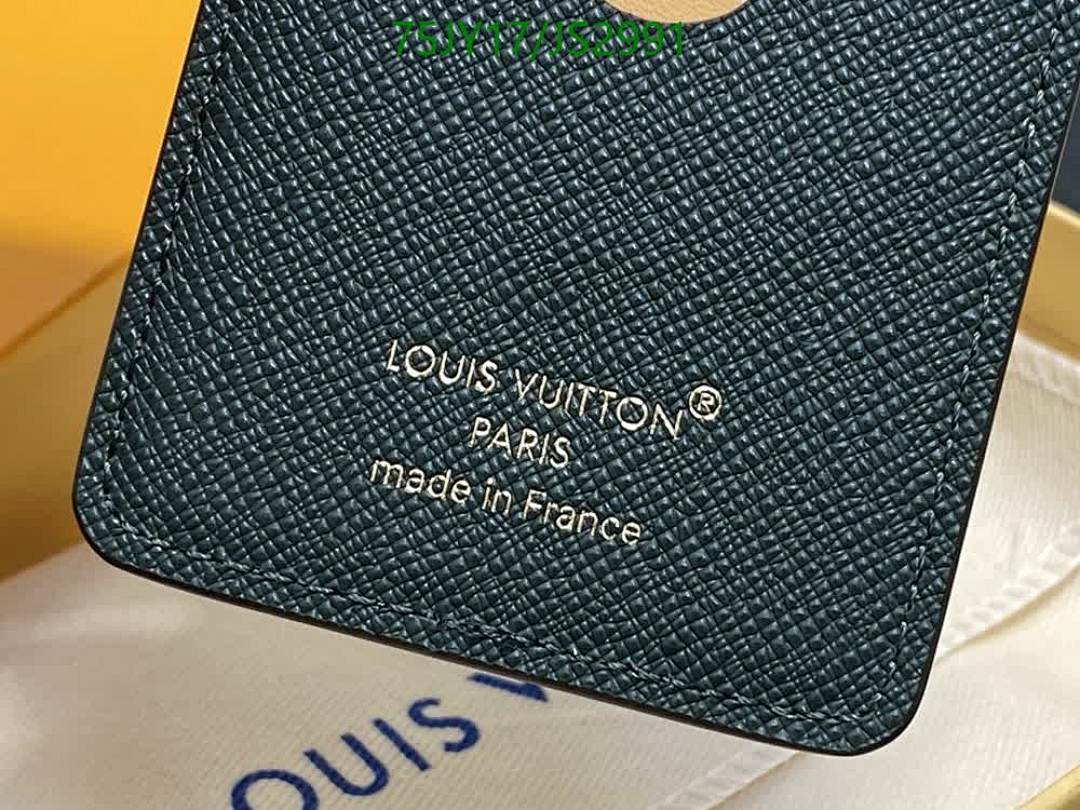 75JY17/JS2991
LOUIS VUITTON®
PARIS
made in France
OUIS V